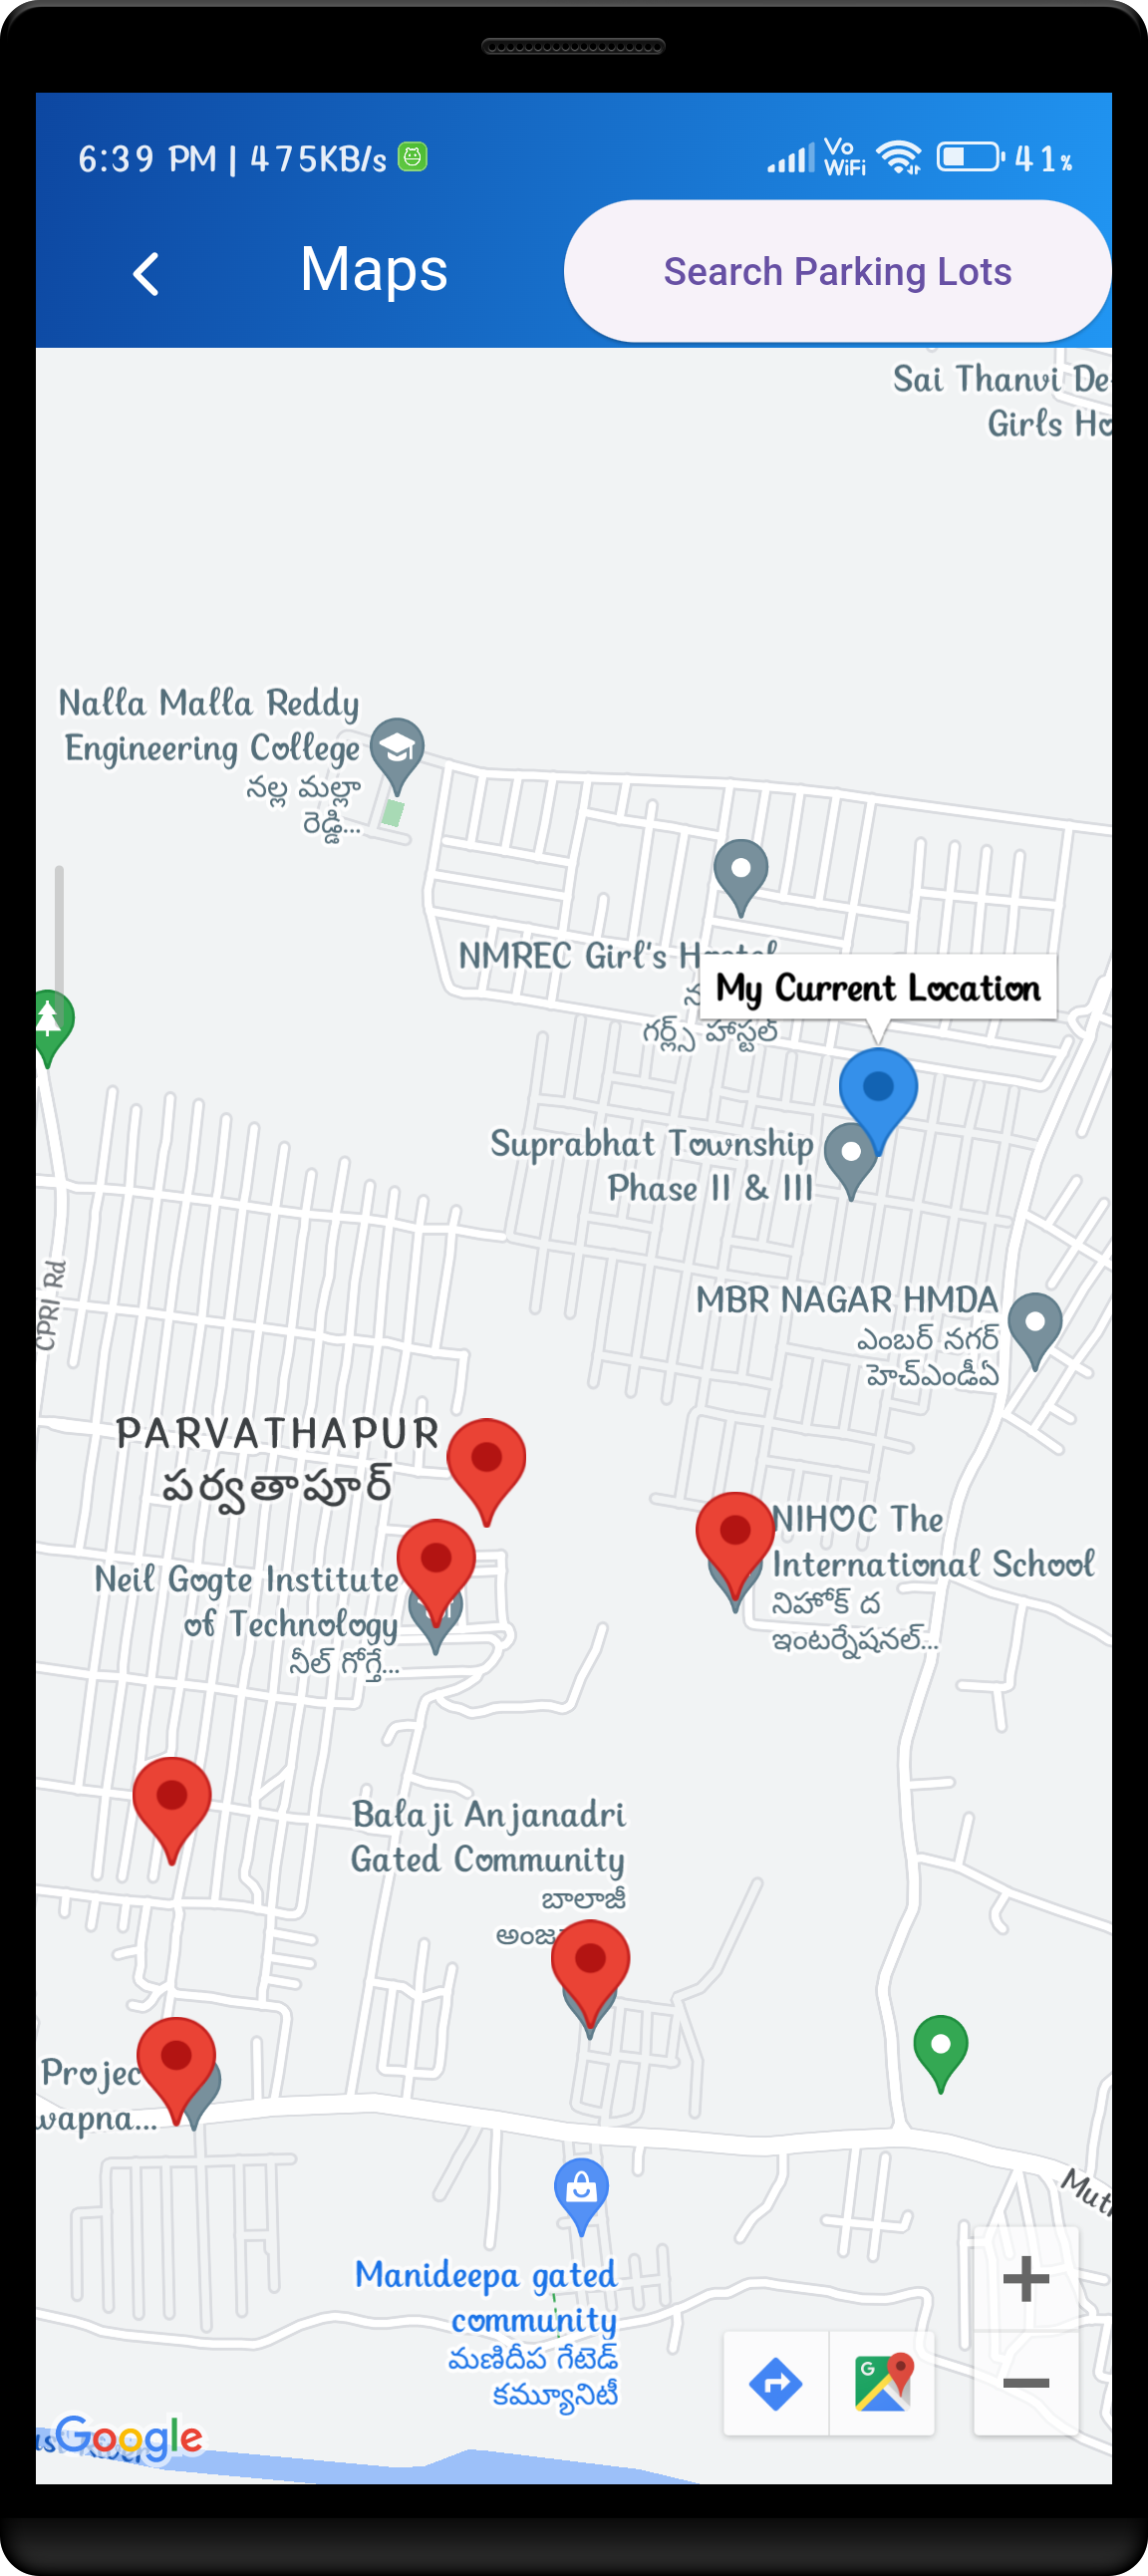 6:39 PM | 475KB/s
Vo
WiFi
41%
Maps
Search Parking Lots
Sai Thanvi De
Girls Ho
Nalla Malla Reddy
Engineering College
నల్ల మల్లా
రెడ్డి...
NMREC Girl's Hostel
My Current Location
గర్ల్స్ హాస్టల్
Suprabhat Township
Phase II & III
CPRI Rd
MBR NAGAR HMDA
ఎంబర్ నగర్
హెచ్ఎండీఏ
PARVATHAPUR
పర్వతాపూర్
NIHOC The
International School
నిహోక్ ద
ఇంటర్నేషనల్...
Neil Gogte Institute
of Technology
నీల్ గోగ్తే...
Balaji Anjanadri
Gated Community
బాలాజీ
Projec
wapna...
Muth
Manideepa gated
community
మణిదీప గేటెడ్
కమ్యూనిటీ
G
Google